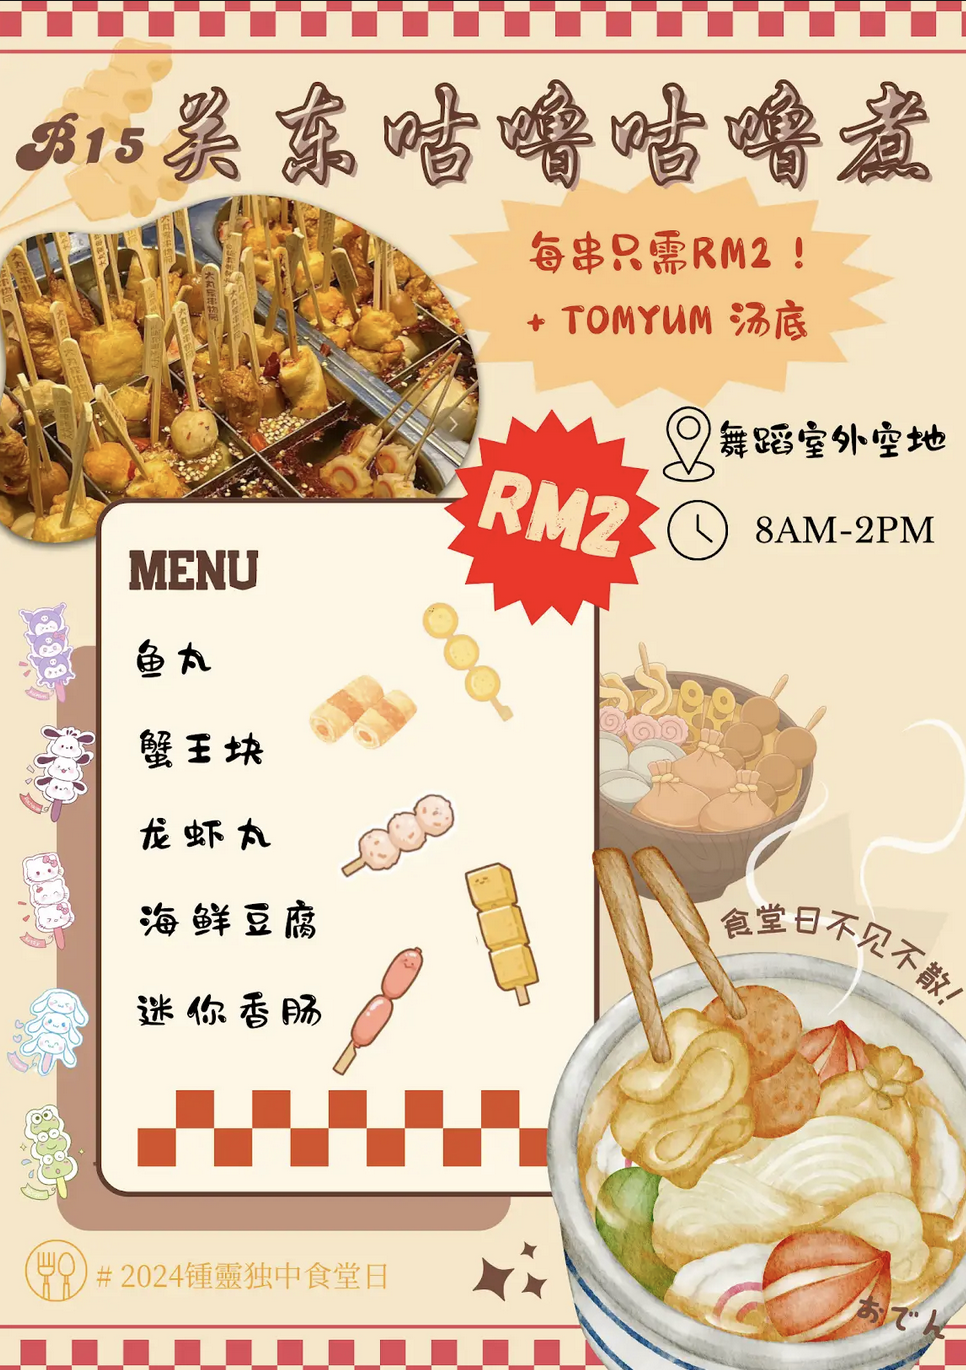 B15 关东咕噜咕噜煮
每串只需RM2！
+ TOMYUM 汤底
RM2
舞蹈室外空地
8AM-2PM
MENU
鱼丸
蟹王块
龙虾丸
海鲜豆腐
迷你香肠
食堂日不见不散!
おでん
# 2024锺靈独中食堂日